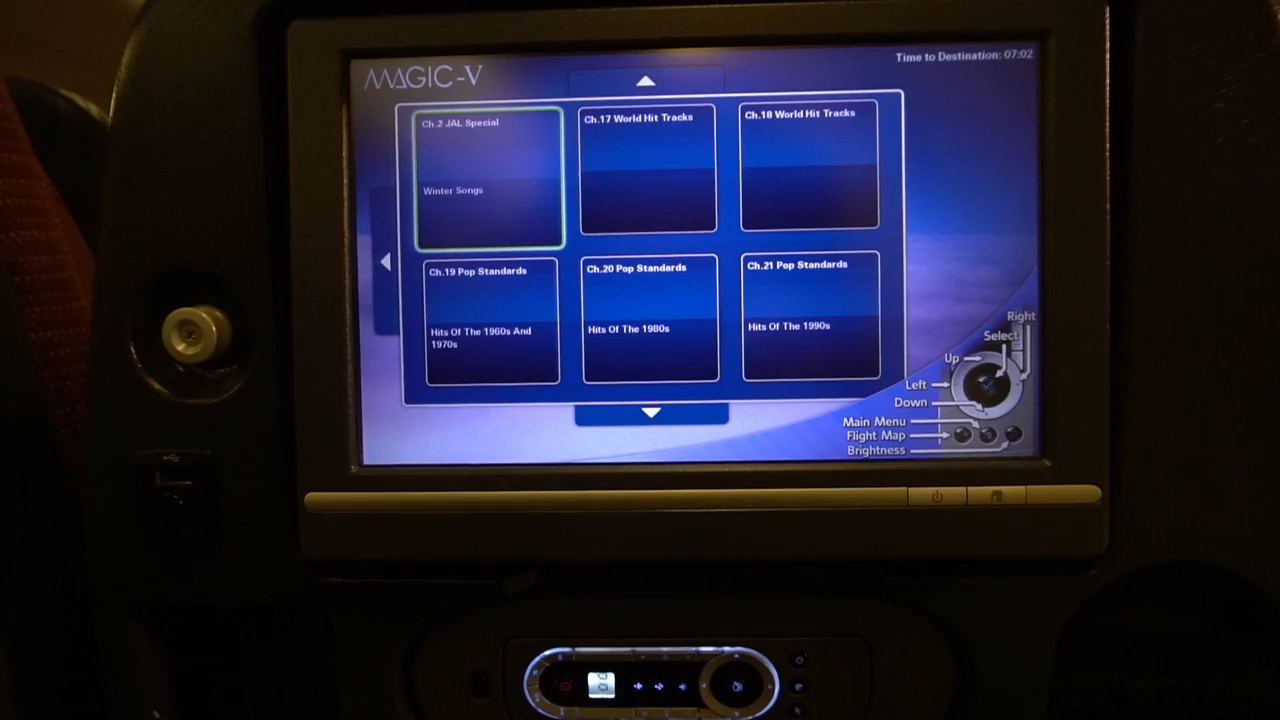 MAGIC-V
Time to Destination: 07:02
Ch.2 JAL Special
Winter Songs
Ch.17 World Hit Tracks
Ch.18 World Hit Tracks
Ch.19 Pop Standards
Hits Of The 1960s And
1970s
Ch.20 Pop Standards
Hits Of The 1980s
Ch.21 Pop Standards
Hits Of The 1990s
Right
Select
Up
Left
Down
Main Menu
Flight Map
Brightness